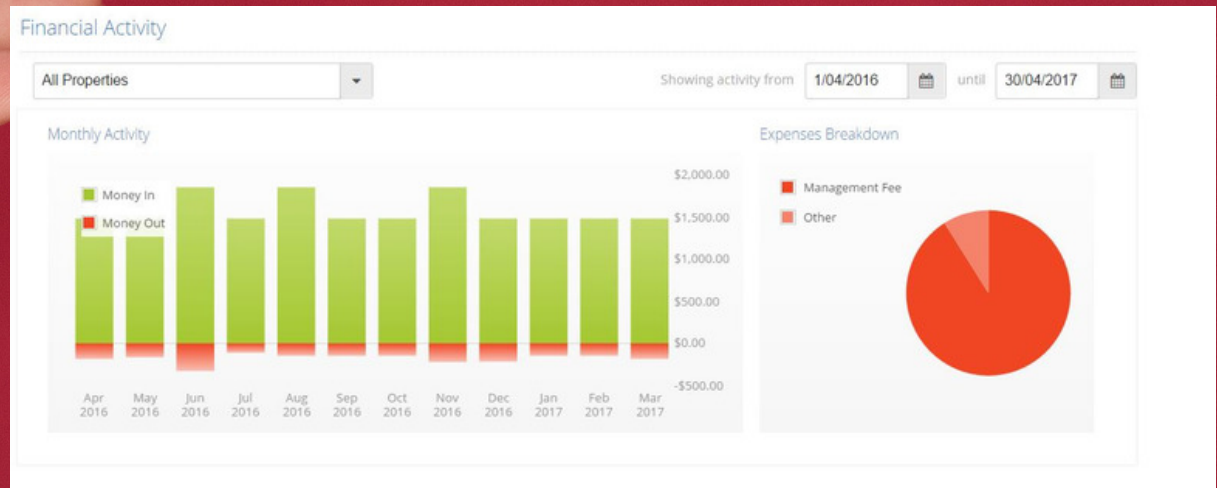 Financial Activity
All Properties
Showing activity from 1/04/2016 until 30/04/2017
Monthly Activity
Money In
Money Out
$2,000.00
$1,500.00
$1,000.00
$500.00
$0.00
-$500.00
Apr May Jun Jul Aug Sep Oct Nov Dec Jan Feb Mar
2016 2016 2016 2016 2016 2016 2016 2016 2016 2017 2017 2017
Expenses Breakdown
Management Fee
Other